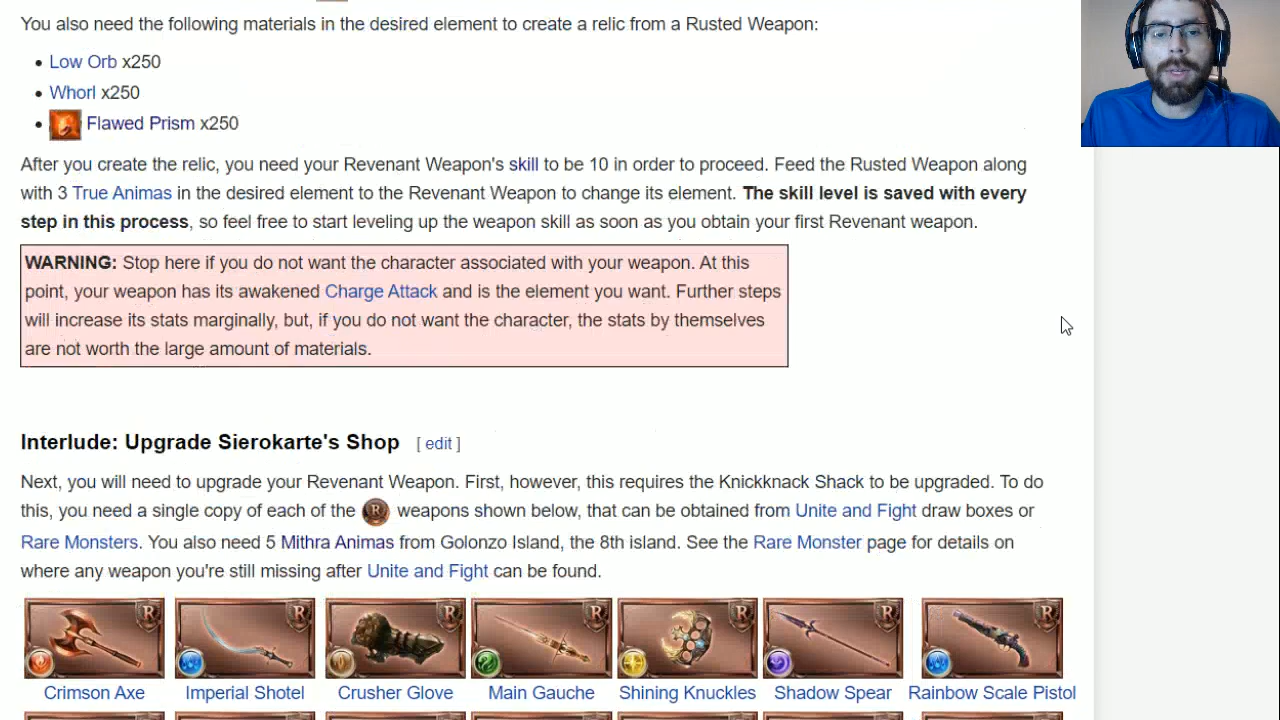 You also need the following materials in the desired element to create a relic from a Rusted Weapon:
• Low Orb x250
• Whorl x250
• Flawed Prism x250
After you create the relic, you need your Revenant Weapon's skill to be 10 in order to proceed. Feed the Rusted Weapon along
with 3 True Animas in the desired element to the Revenant Weapon to change its element. The skill level is saved with every
step in this process, so feel free to start leveling up the weapon skill as soon as you obtain your first Revenant weapon.
WARNING: Stop here if you do not want the character associated with your weapon. At this
point, your weapon has its awakened Charge Attack and is the element you want. Further steps
will increase its stats marginally, but, if you do not want the character, the stats by themselves
are not worth the large amount of materials.
Interlude: Upgrade Sierokarte's Shop [ edit ]
Next, you will need to upgrade your Revenant Weapon. First, however, this requires the Knickknack Shack to be upgraded. To do
this, you need a single copy of each of the R weapons shown below, that can be obtained from Unite and Fight draw boxes or
Rare Monsters. You also need 5 Mithra Animas from Golonzo Island, the 8th island. See the Rare Monster page for details on
where any weapon you're still missing after Unite and Fight can be found.
R R R R R R R
Crimson Axe Imperial Shotel Crusher Glove Main Gauche Shining Knuckles Shadow Spear Rainbow Scale Pistol